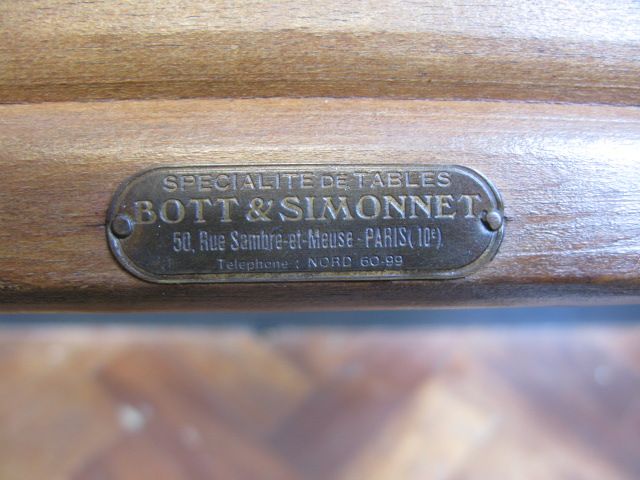 SPECIALITE DE TABLES
BOTT & SIMONNET
50, Rue Sambre-et-Meuse - PARIS (10e)
Telephone : NORD 60-99